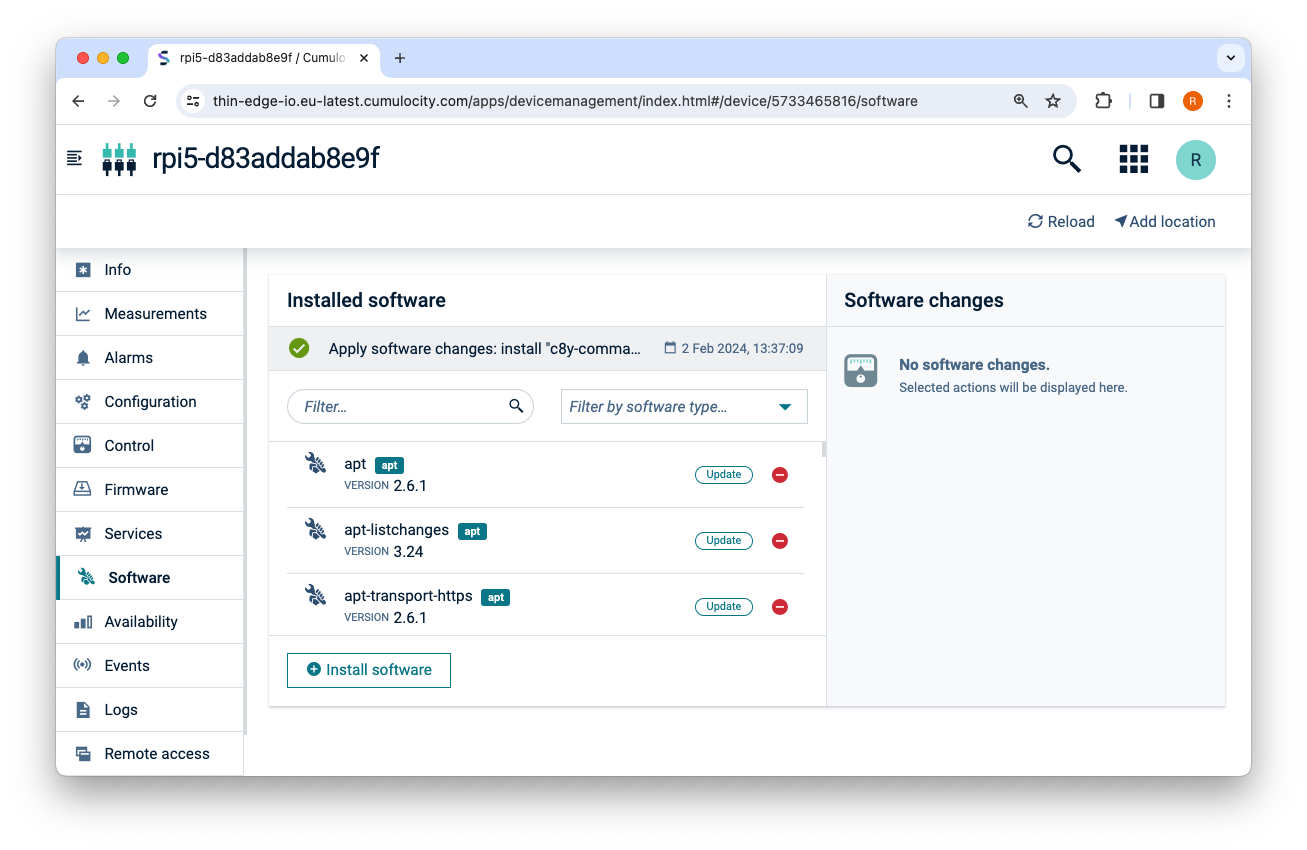 rpi5-d83addab8e9f / Cumulo
thin-edge-io.eu-latest.cumulocity.com/apps/devicemanagement/index.html#/device/5733465816/software
R
rpi5-d83addab8e9f
R
Reload
Add location
Info
Measurements
Alarms
Configuration
Control
Firmware
Services
Software
Availability
Events
Logs
Remote access
Installed software
Apply software changes: install "c8y-comma... 2 Feb 2024, 13:37:09
Filter...
Filter by software type...
apt apt
VERSION 2.6.1
Update
apt-listchanges apt
VERSION 3.24
Update
apt-transport-https apt
VERSION 2.6.1
Update
Install software
Software changes
No software changes.
Selected actions will be displayed here.